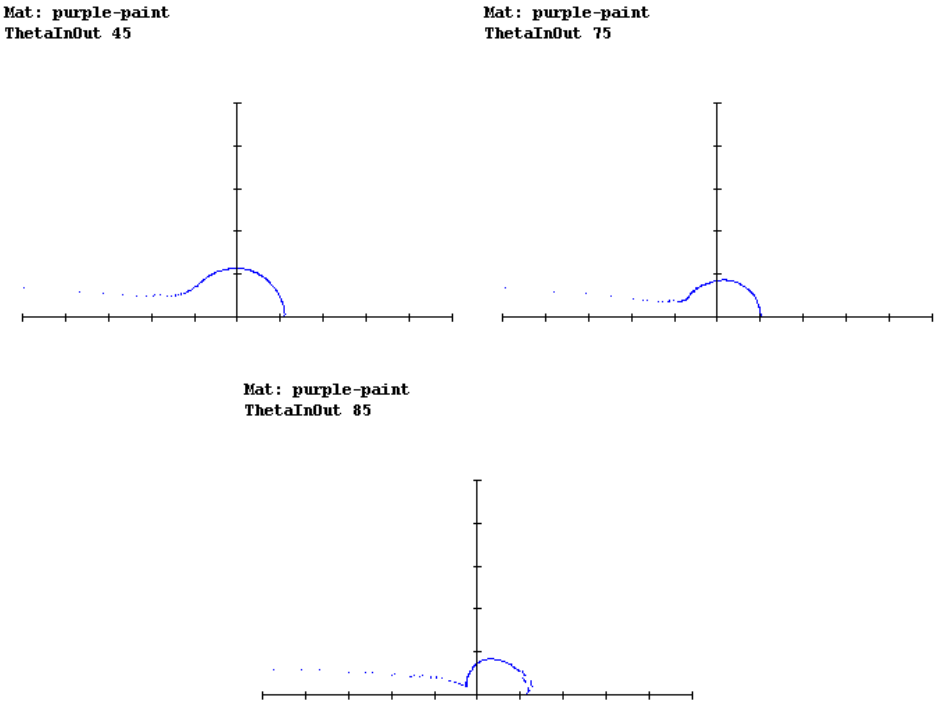 Mat: purple-paint
ThetaInOut 45
Mat: purple-paint
ThetaInOut 75
Mat: purple-paint
ThetaInOut 85